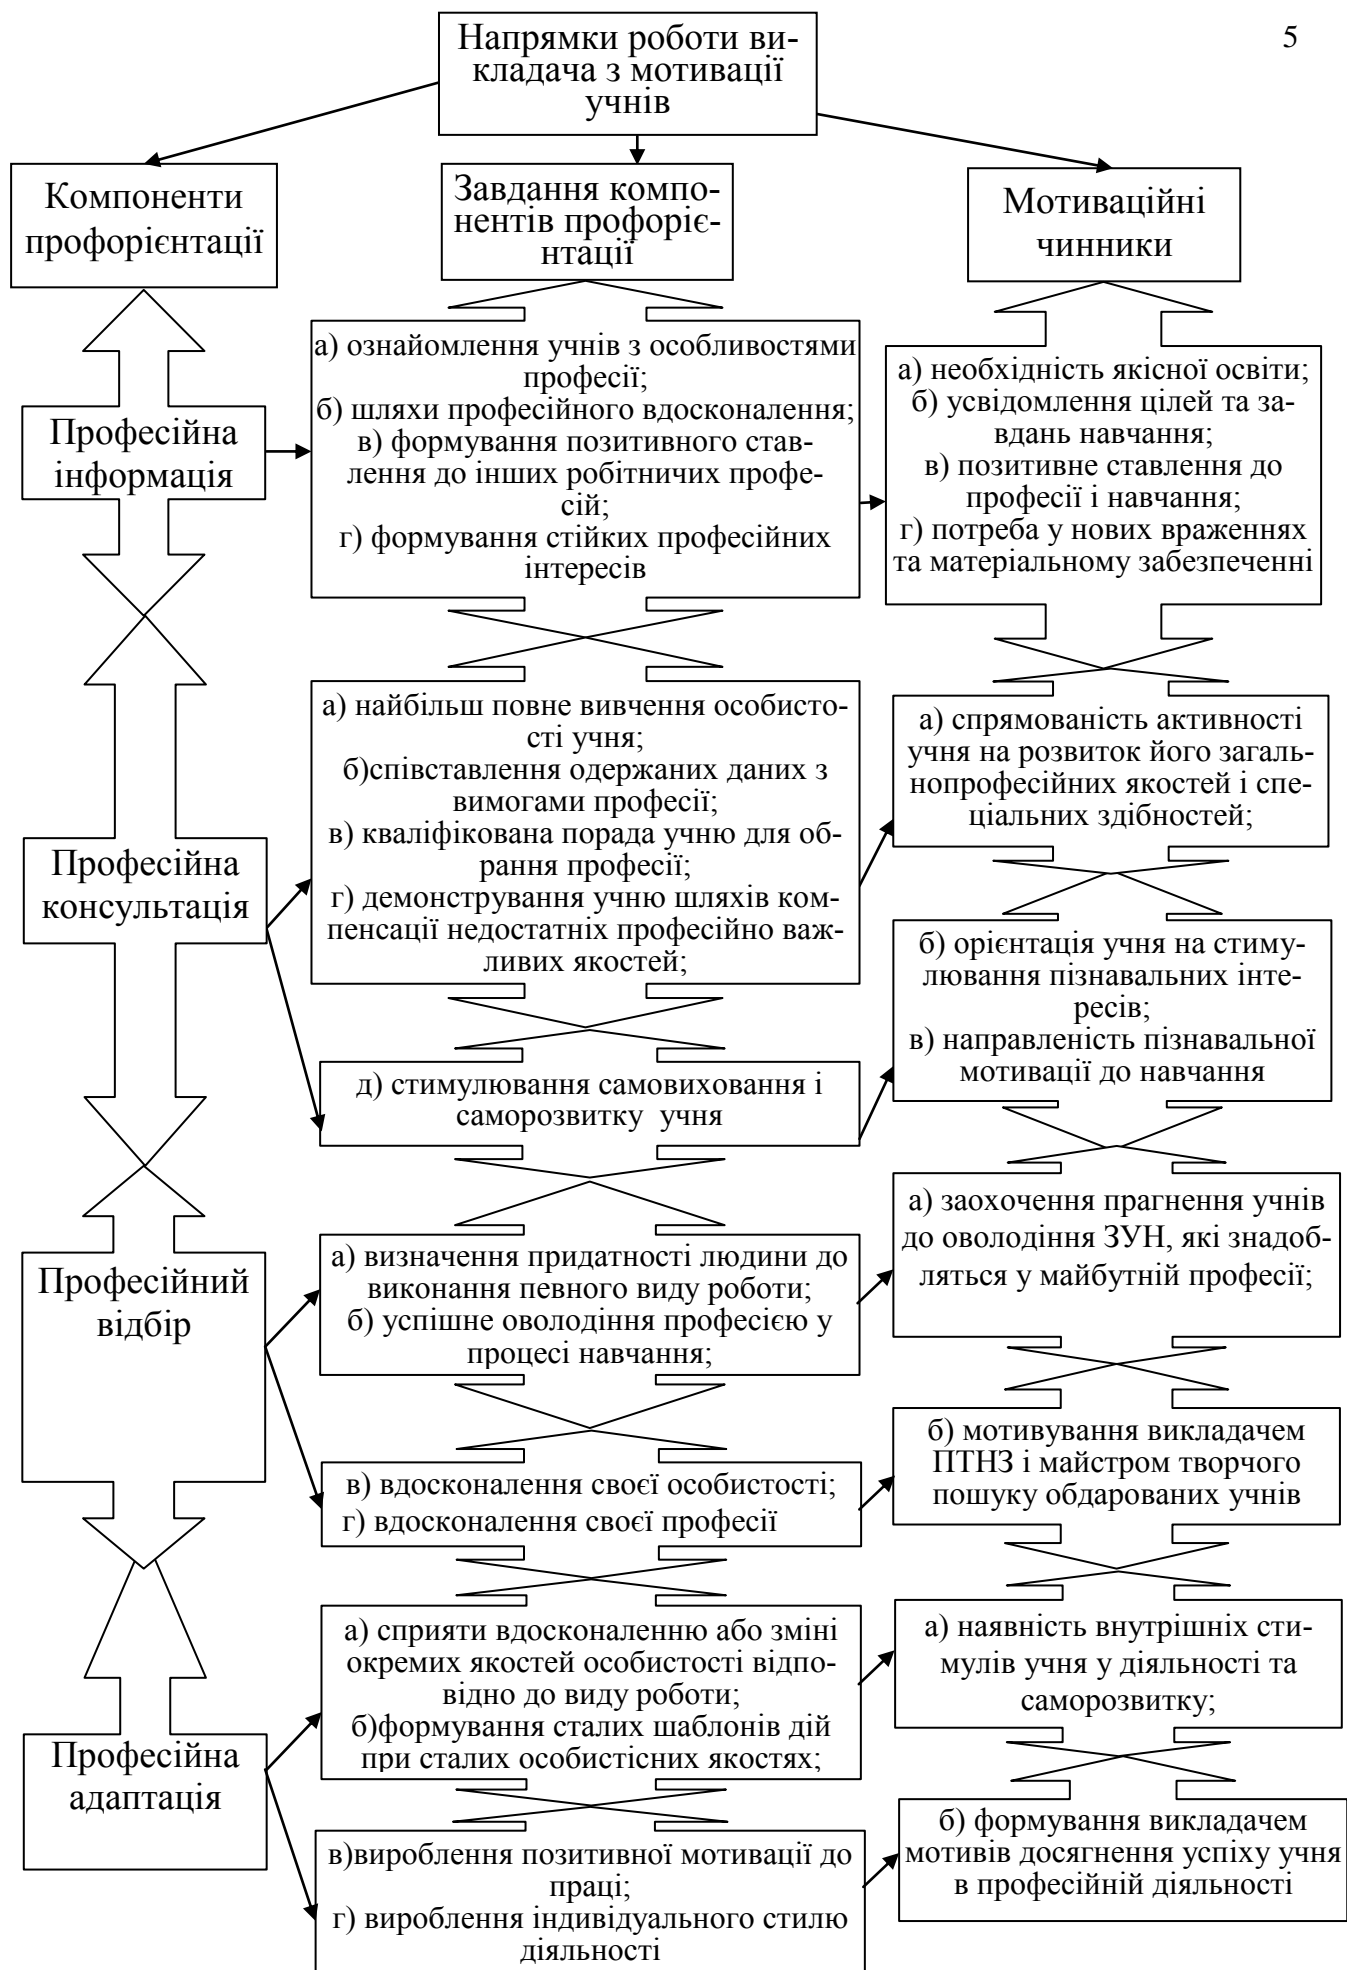 5
Напрямки роботи ви-
кладача з мотивації
учнів
Компоненти
профорієнтації
Завдання компо-
нентів профоріє-
нтації
Мотиваційні
чинники
Професійна
інформація
а) ознайомлення учнів з особливостями
професії;
б) шляхи професійного вдосконалення;
в) формування позитивного став-
лення до інших робітничих профе-
сій;
г) формування стійких професійних
інтересів
а) необхідність якісної освіти;
б) усвідомлення цілей та за-
вдань навчання;
в) позитивне ставлення до
професії і навчання;
г) потреба у нових враженнях
та матеріальному забезпеченні
Професійна
консультація
а) найбільш повне вивчення особисто-
сті учня;
б)співставлення одержаних даних з
вимогами професії;
в) кваліфікована порада учню для об-
рання професії;
г) демонстрування учню шляхів ком-
пенсації недостатніх професійно важ-
ливих якостей;
а) спрямованість активності
учня на розвиток його загаль-
нопрофесійних якостей і спе-
ціальних здібностей;
д) стимулювання самовиховання і
саморозвитку учня
б) орієнтація учня на стиму-
лювання пізнавальних інте-
ресів;
в) направленість пізнавальної
мотивації до навчання
Професійний
відбір
а) визначення придатності людини до
виконання певного виду роботи;
б) успішне оволодіння професією у
процесі навчання;
а) заохочення прагнення учнів
до оволодіння ЗУН, які знадоб-
ляться у майбутній професії;
в) вдосконалення своєї особистості;
г) вдосконалення своєї професії
б) мотивування викладачем
ПТНЗ і майстром творчого
пошуку обдарованих учнів
Професійна
адаптація
а) сприяти вдосконаленню або зміні
окремих якостей особистості відпо-
відно до виду роботи;
б)формування сталих шаблонів дій
при сталих особистісних якостях;
а) наявність внутрішніх сти-
мулів учня у діяльності та
саморозвитку;
в)вироблення позитивної мотивації до
праці;
г) вироблення індивідуального стилю
діяльності
б) формування викладачем
мотивів досягнення успіху учня
в професійній діяльності